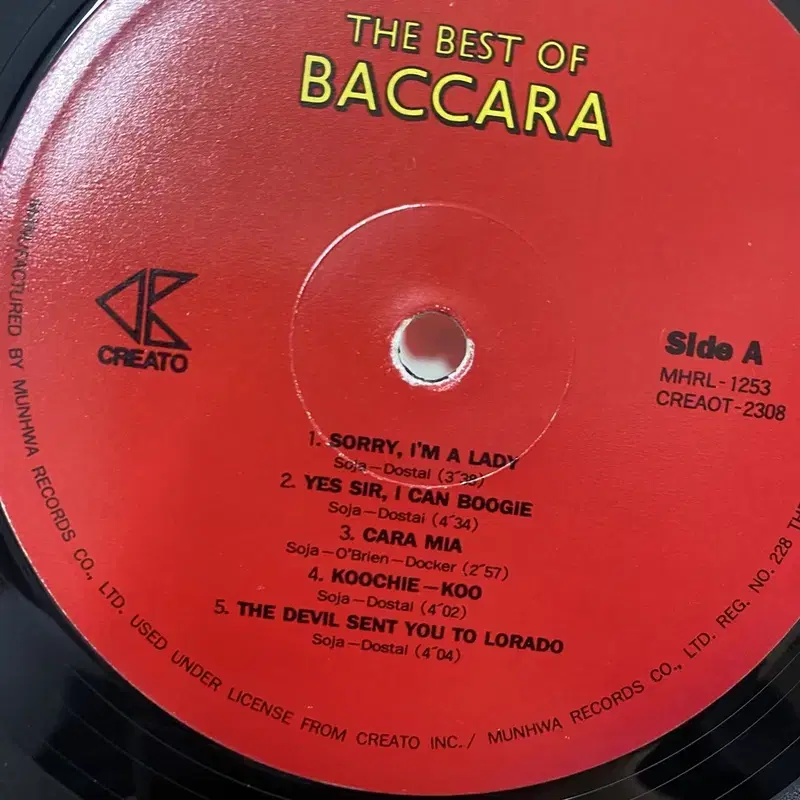 THE BEST OF
BACCARA
CREATO
Side A
MHRL-1253
CREAOT-2308
1. SORRY, I'M A LADY
Soja-Dostal (3´38)
2. YES SIR, I CAN BOOGIE
Soja-Dostal (4´34)
3. CARA MIA
Soja-O'Brien-Docker (2´57)
4. KOOCHIE-KOO
Soja-Dostal (4´02)
5. THE DEVIL SENT YOU TO LORADO
Soja-Dostal (4´04)
MANUFACTURED BY MUNHWA RECORDS CO., LTD. USED UNDER LICENSE FROM CREATO INC./ MUNHWA RECORDS CO., LTD. REG. NO. 228